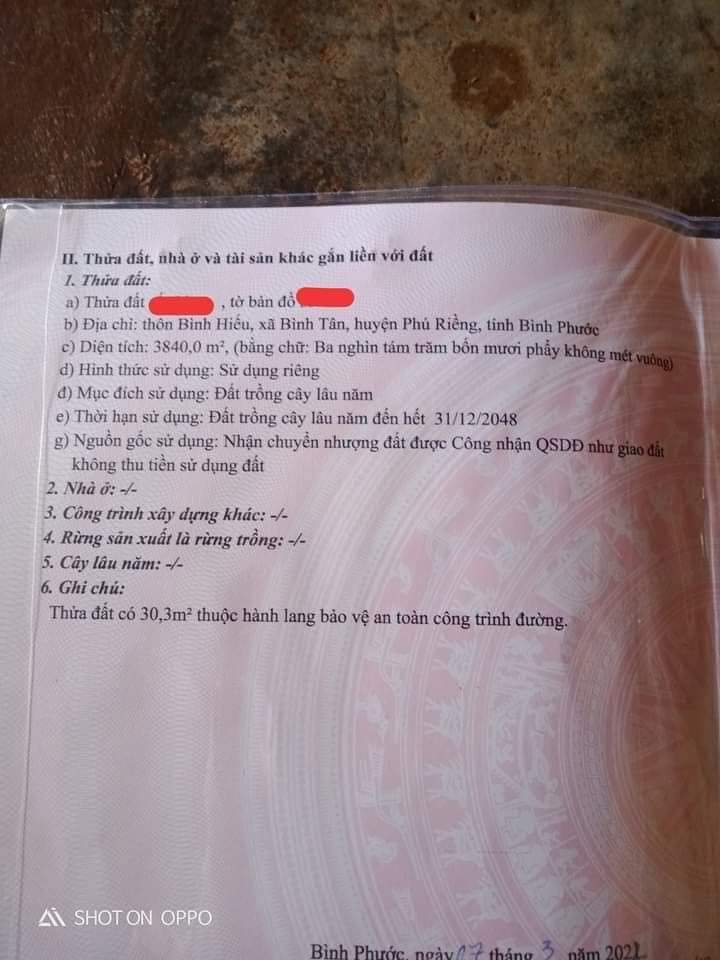 II. Thửa đất, nhà ở và tài sản khác gắn liền với đất
1. Thửa đất:
a) Thửa đất , tờ bản đồ
b) Địa chỉ: thôn Bình Hiếu, xã Bình Tân, huyện Phú Riềng, tỉnh Bình Phước
c) Diện tích: 3840,0 m², (bằng chữ: Ba nghìn tám trăm bốn mươi phẩy không mét vuông)
d) Hình thức sử dụng: Sử dụng riêng
đ) Mục đích sử dụng: Đất trồng cây lâu năm
e) Thời hạn sử dụng: Đất trồng cây lâu năm đến hết 31/12/2048
g) Nguồn gốc sử dụng: Nhận chuyển nhượng đất được Công nhận QSDĐ như giao đất
không thu tiền sử dụng đất
2. Nhà ở: -/-
3. Công trình xây dựng khác: -/-
4. Rừng sản xuất là rừng trồng: -/-
5. Cây lâu năm: -/-
6. Ghi chú:
Thửa đất có 30,3m² thuộc hành lang bảo vệ an toàn công trình đường.
Bình Phước, ngày 07 tháng 3 năm
SHOT ON OPPO